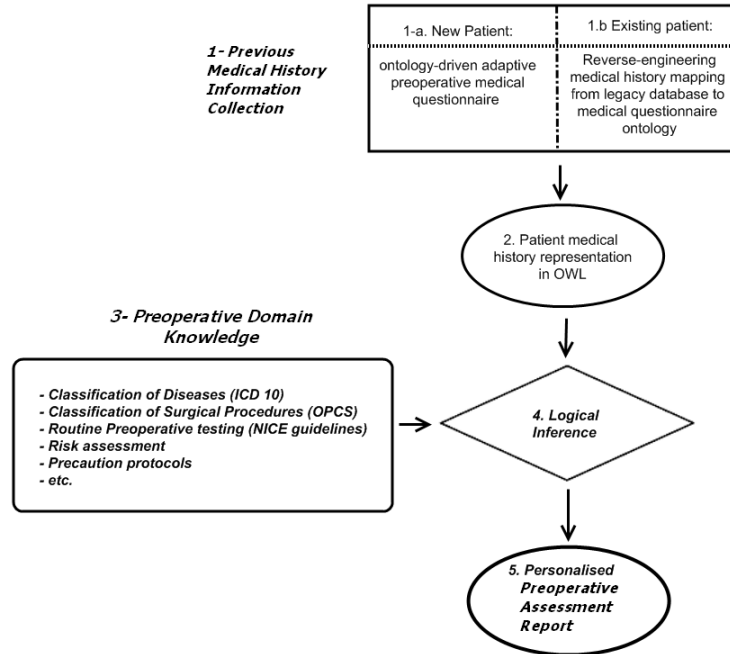 1- Previous
Medical History
Information
Collection
1-a. New Patient:
ontology-driven adaptive
preoperative medical
questionnaire
1.b Existing patient:
Reverse-engineering
medical history mapping
from legacy database to
medical questionnaire
ontology
2. Patient medical
history representation
in OWL
3- Preoperative Domain
Knowledge
- Classification of Diseases (ICD 10)
- Classification of Surgical Procedures (OPCS)
- Routine Preoperative testing (NICE guidelines)
- Risk assessment
- Precaution protocols
- etc.
4. Logical
Inference
5. Personalised
Preoperative
Assessment
Report